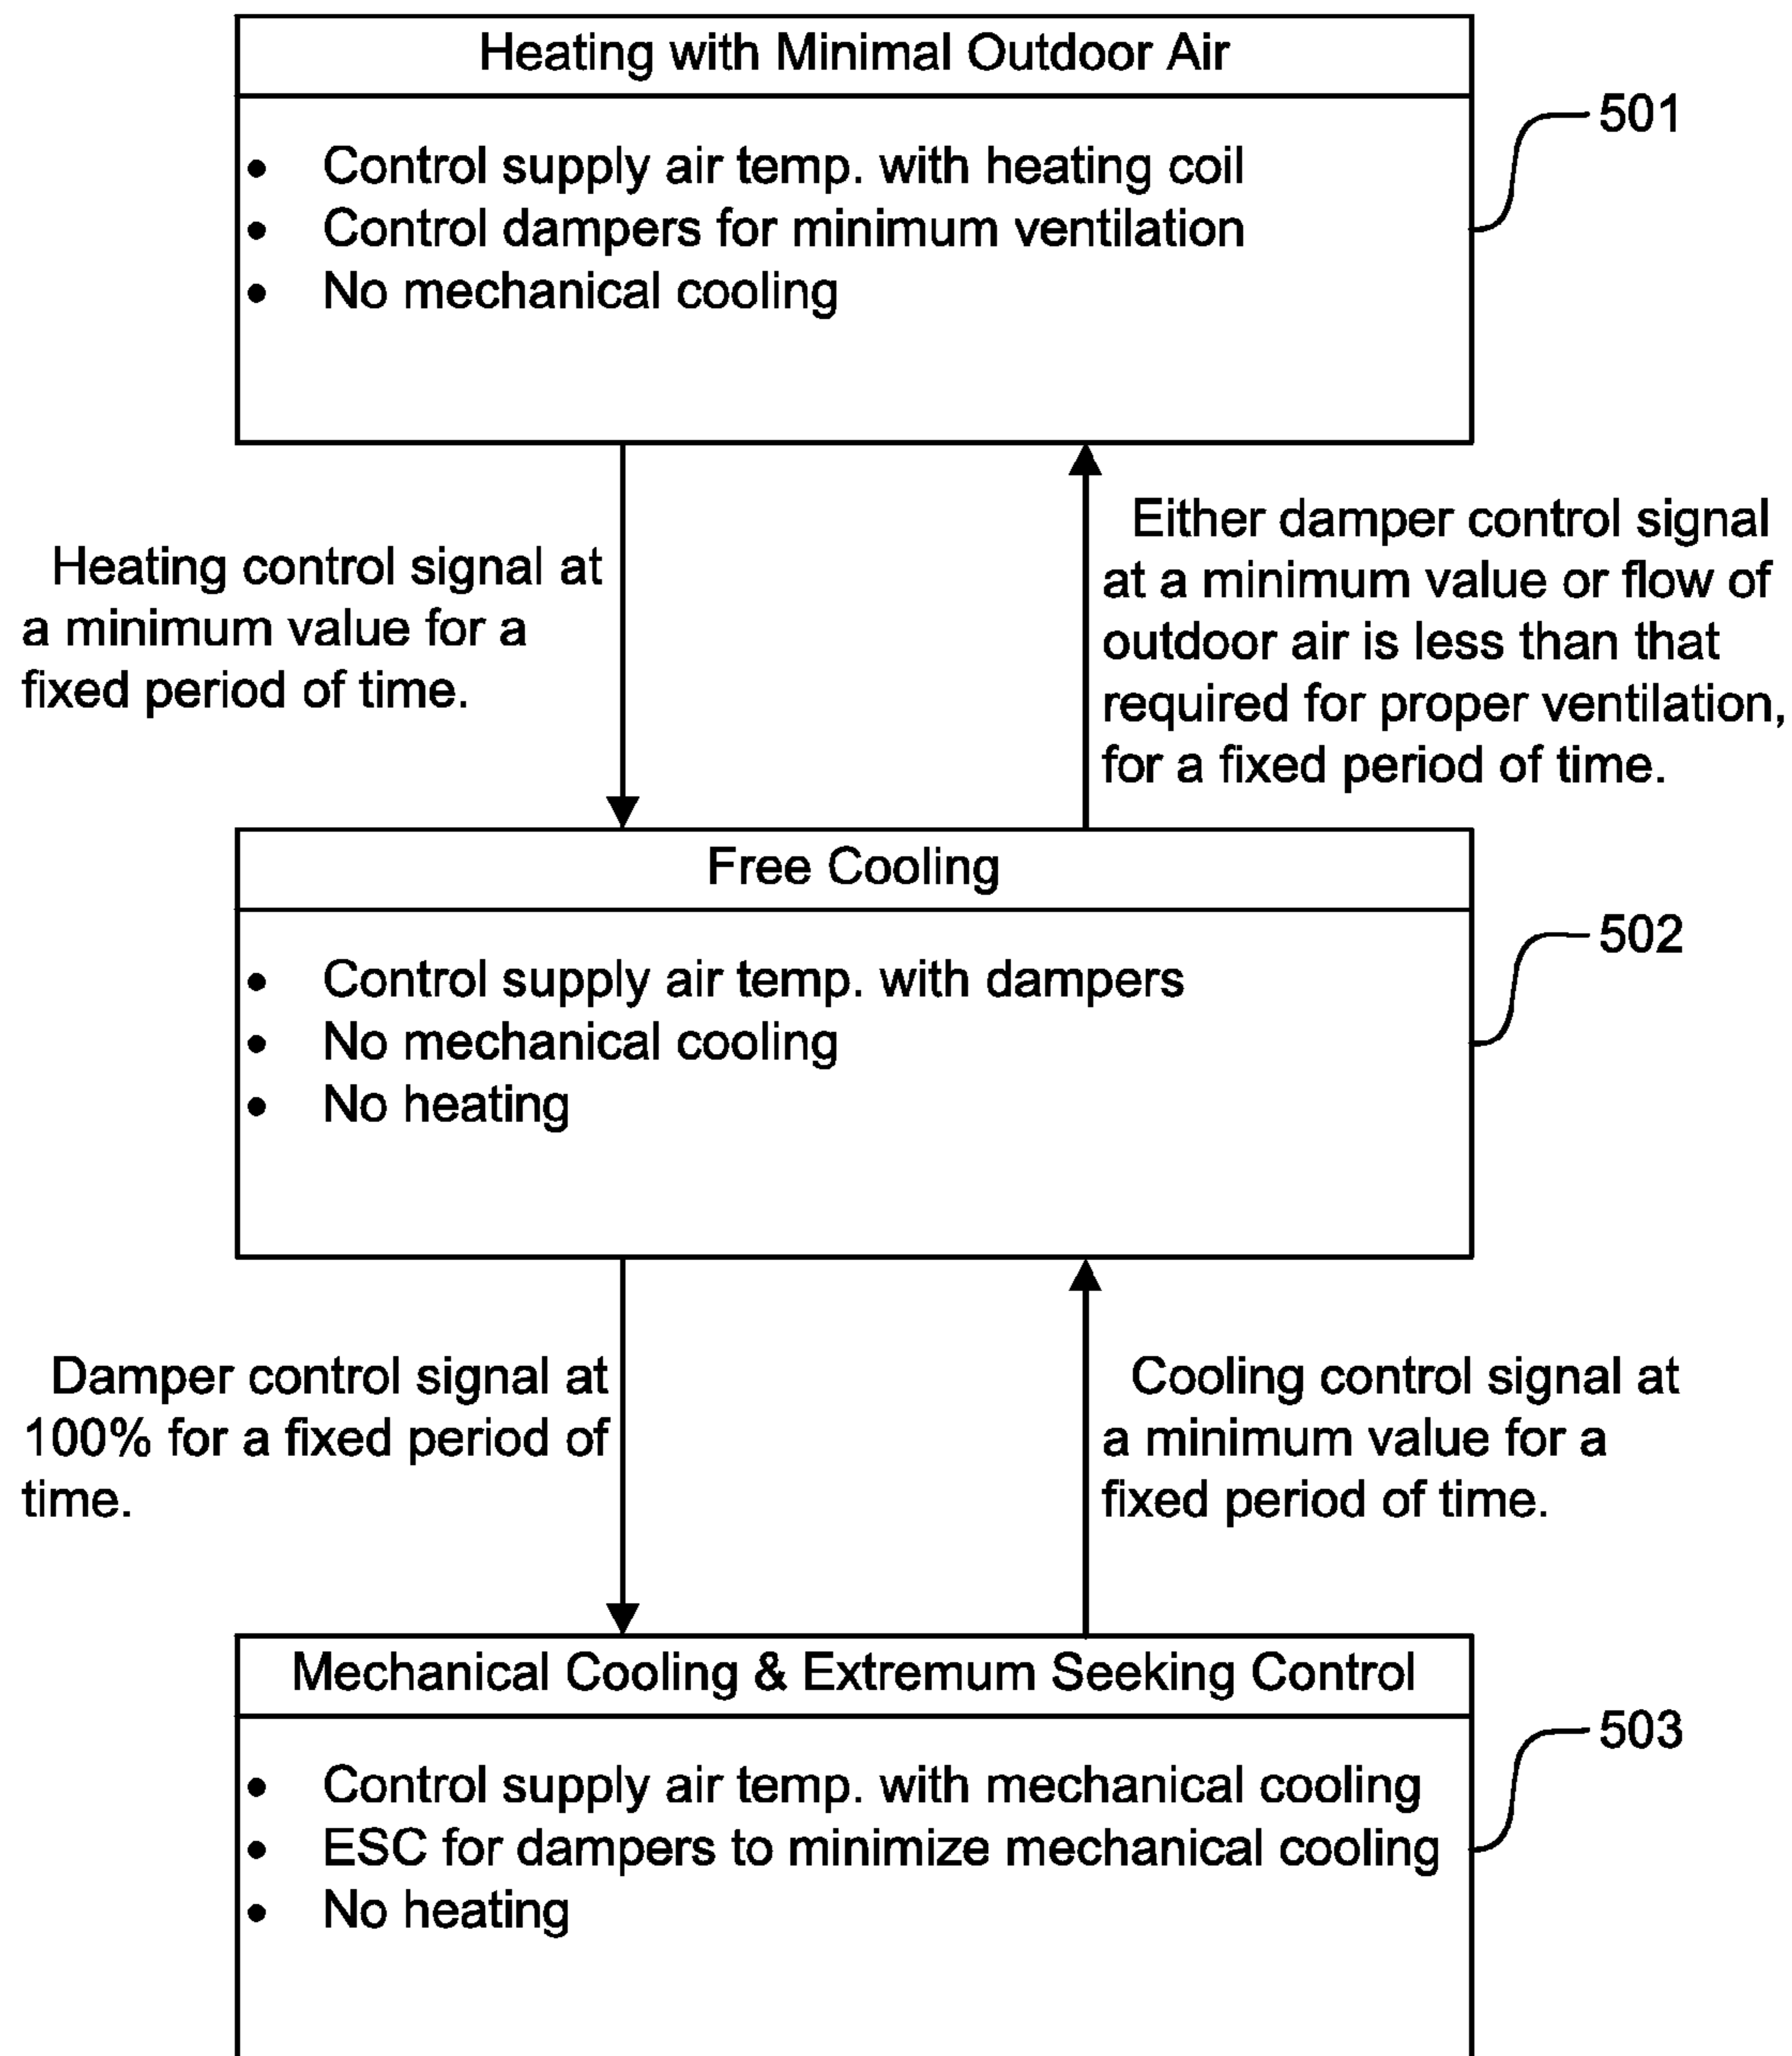 Heating with Minimal Outdoor Air
501
• Control supply air temp. with heating coil
• Control dampers for minimum ventilation
• No mechanical cooling
Heating control signal at
a minimum value for a
fixed period of time.
Either damper control signal
at a minimum value or flow of
outdoor air is less than that
required for proper ventilation,
for a fixed period of time.
Free Cooling
502
• Control supply air temp. with dampers
• No mechanical cooling
• No heating
Damper control signal at
100% for a fixed period of
time.
Cooling control signal at
a minimum value for a
fixed period of time.
Mechanical Cooling & Extremum Seeking Control
503
• Control supply air temp. with mechanical cooling
• ESC for dampers to minimize mechanical cooling
• No heating